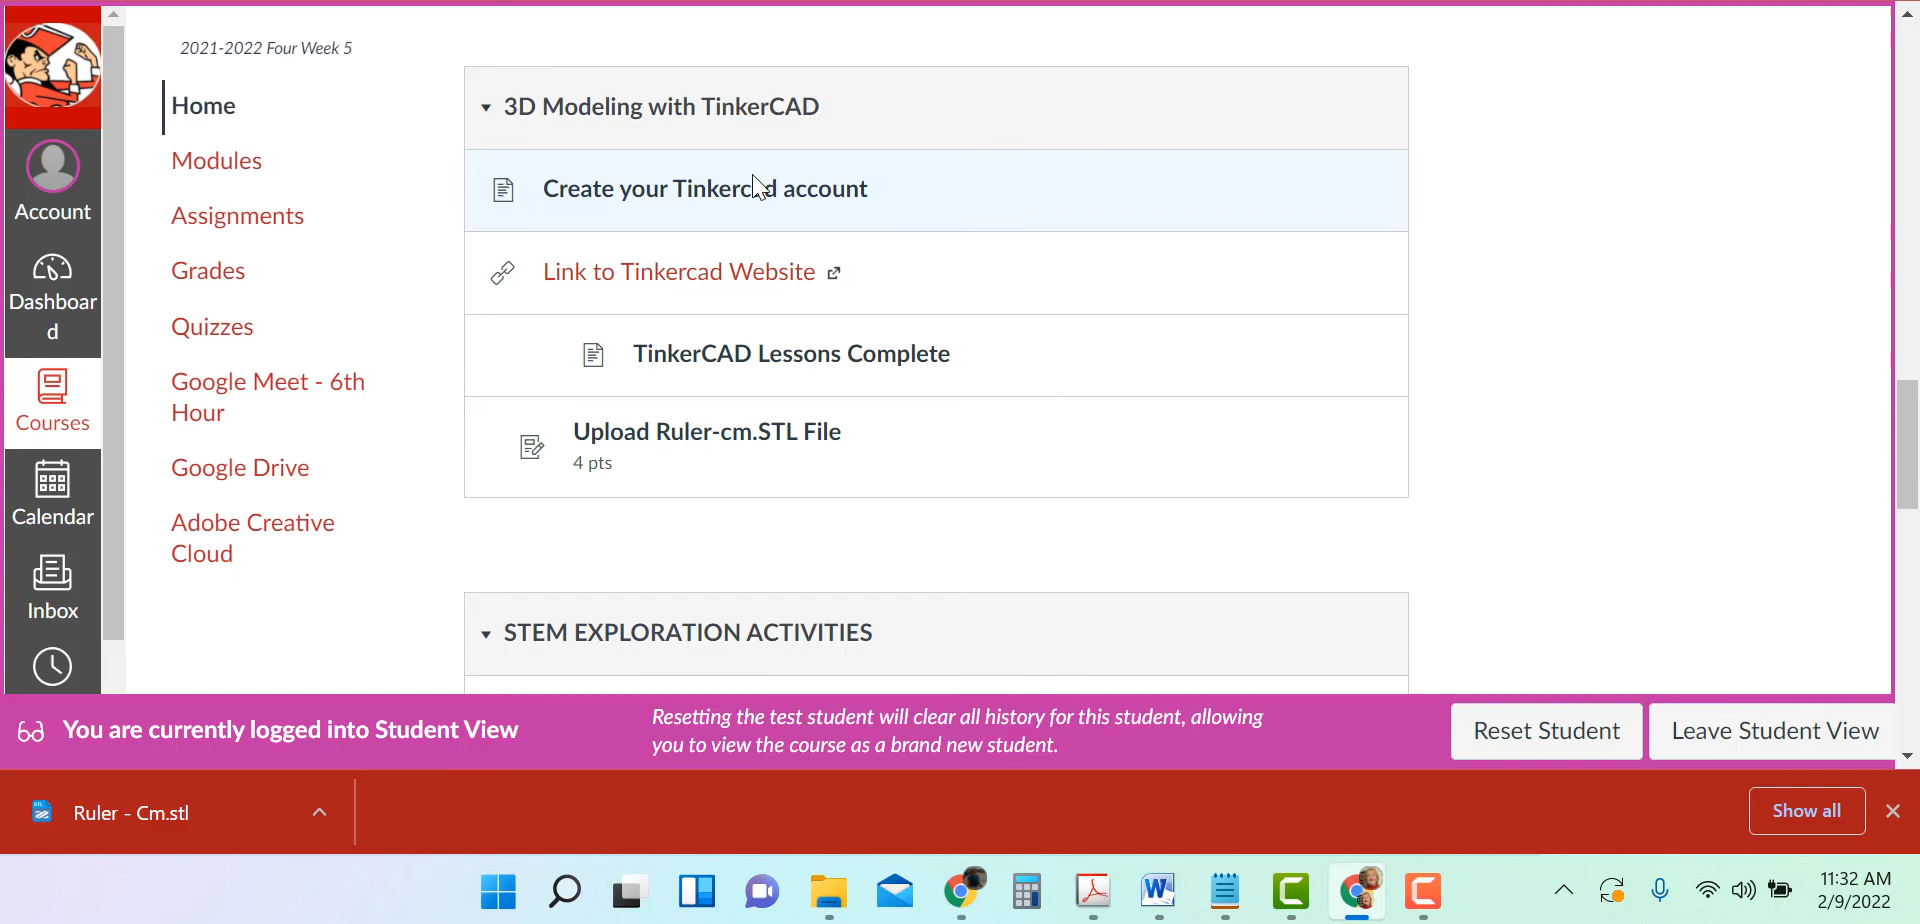 2021-2022 Four Week 5
Home
Modules
Assignments
Grades
Quizzes
Google Meet - 6th
Hour
Google Drive
Adobe Creative
Cloud
Account
Dashboar
d
Courses
Calendar
Inbox
3D Modeling with TinkerCAD
Create your Tinkercad account
Link to Tinkercad Website
TinkerCAD Lessons Complete
Upload Ruler-cm.STL File
4 pts
STEM EXPLORATION ACTIVITIES
You are currently logged into Student View
Resetting the test student will clear all history for this student, allowing
you to view the course as a brand new student.
Reset Student
Leave Student View
STL
Ruler - Cm.stl
Show all
W
C
C
11:32 AM
2/9/2022